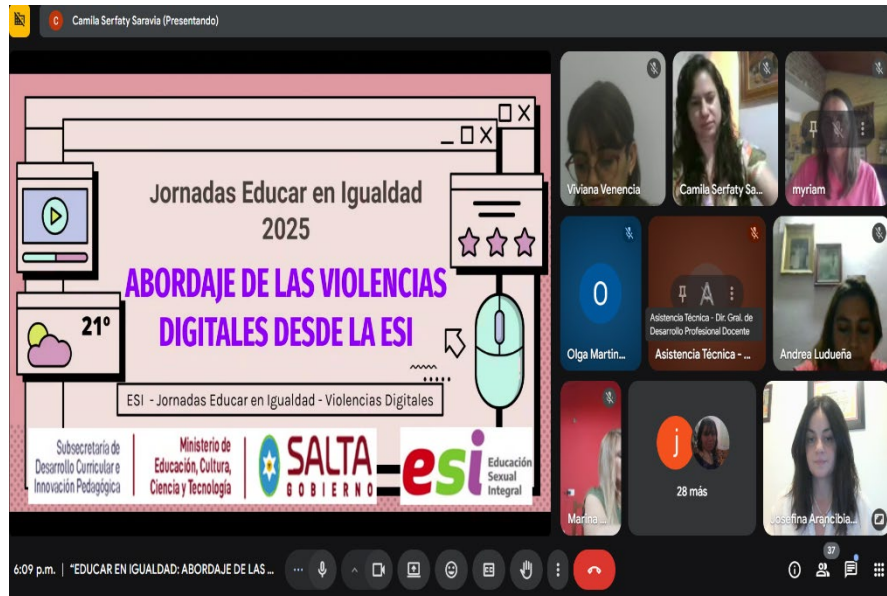 C
Camila Serfaty Saravia (Presentando)
Jornadas Educar en Igualdad
2025
ABORDAJE DE LAS VIOLENCIAS
DIGITALES DESDE LA ESI
21°
ESI - Jornadas Educar en Igualdad - Violencias Digitales
Subsecretaría de
Desarrollo Curricular e
Innovación Pedagógica
Ministerio de
Educación, Cultura,
Ciencia y Tecnología
SALTA
GOBIERNO
esi
Educación
Sexual
Integral
Viviana Venencia
Camila Serfaty Sa...
myriam
O
Olga Martin...
A
Asistencia Técnica - Dir. Gral. de
Desarrollo Profesional Docente
Asistencia Técnica - ...
Andrea Ludueña
Marina ...
j
28 más
Josefina Arancibia...
6:09 p.m. | "EDUCAR EN IGUALDAD: ABORDAJE DE LAS ...
37